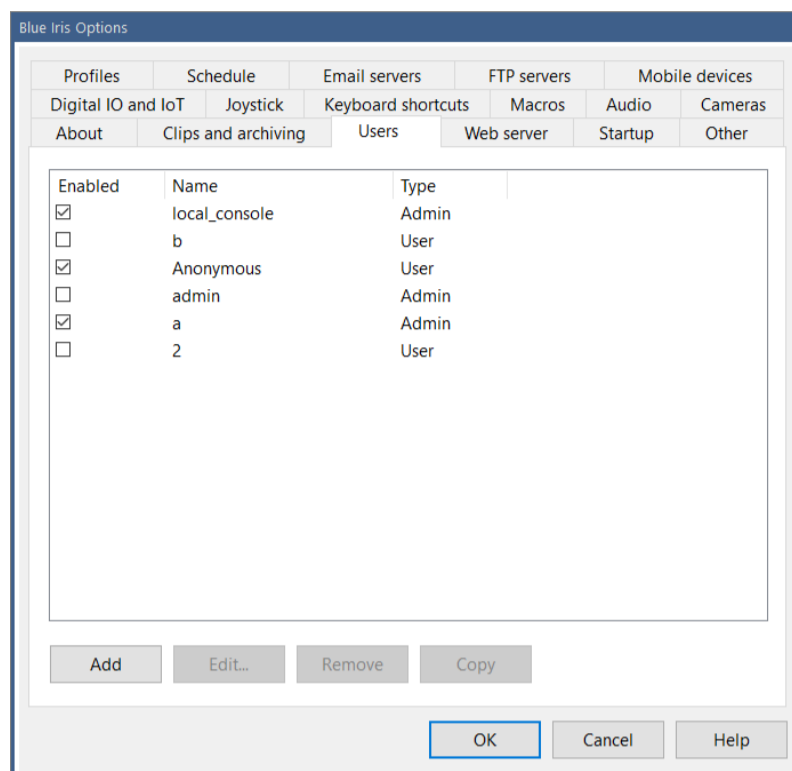 Blue Iris Options
Profiles Schedule Email servers FTP servers Mobile devices
Digital IO and IoT Joystick Keyboard shortcuts Macros Audio Cameras
About Clips and archiving Users Web server Startup Other
Enabled Name Type
local_console Admin
b User
Anonymous User
admin Admin
a Admin
2 User
Add Edit... Remove Copy
OK Cancel Help